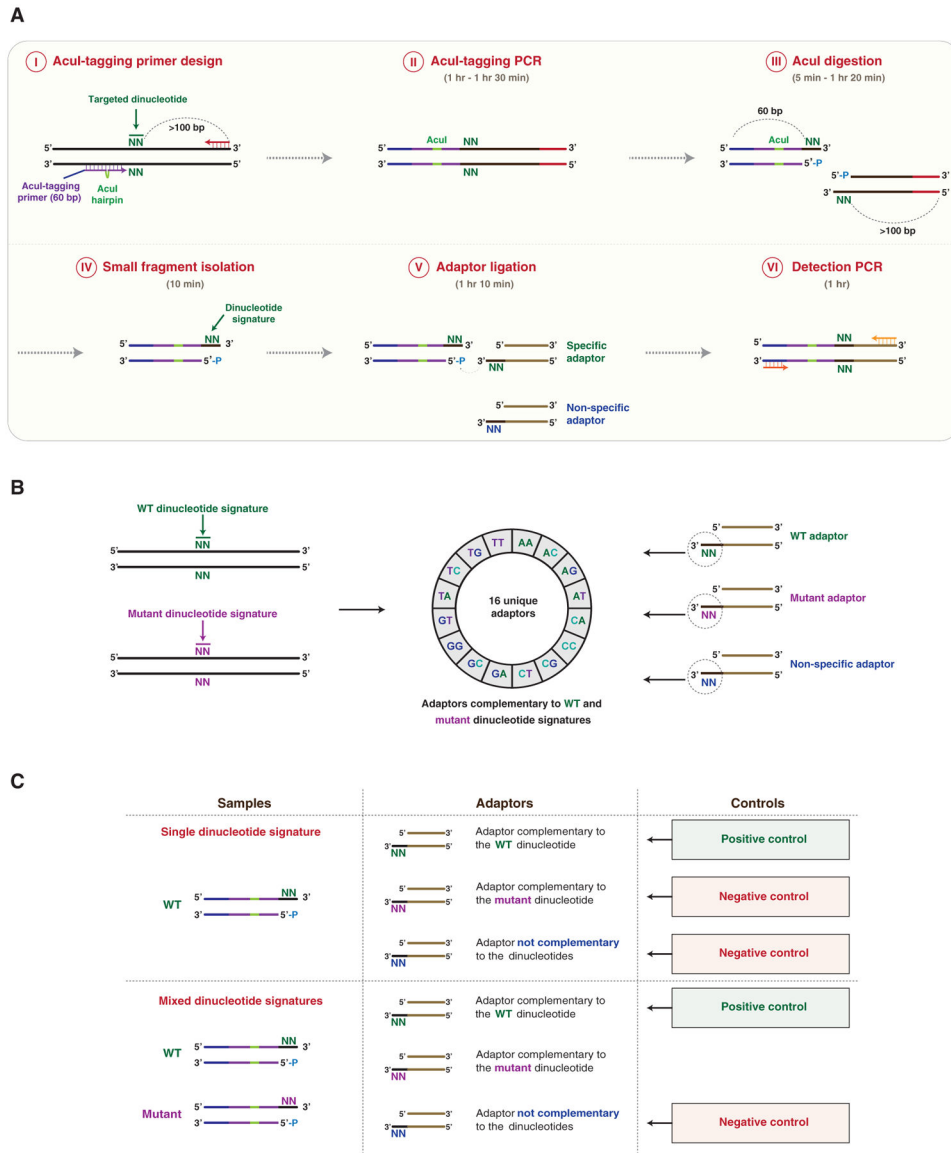 A
I AcuI-tagging primer design
II AcuI-tagging PCR
(1 hr - 1 hr 30 min)
III AcuI digestion
(5 min - 1 hr 20 min)
Targeted dinucleotide
NN
>100 bp
5'
3'
3'
5'
NN
AcuI-tagging
primer (60 bp)
AcuI
hairpin
AcuI
NN
5'
3'
3'
5'
NN
60 bp
AcuI
NN
5'
3'
3'
5'-P
5'-P
3'
3'
5'
NN
>100 bp
IV Small fragment isolation
(10 min)
V Adaptor ligation
(1 hr 10 min)
VI Detection PCR
(1 hr)
Dinucleotide
signature
NN
5'
3'
3'
5'-P
NN
5'
3'
3'
5'-P
5'
3'
3'
5'
NN
Specific
adaptor
5'
3'
3'
5'
NN
Non-specific
adaptor
NN
5'
3'
3'
5'
NN
B
WT dinucleotide signature
NN
5'
3'
3'
5'
NN
Mutant dinucleotide signature
NN
5'
3'
3'
5'
NN
AA
AC
AG
AT
CA
CC
CG
CT
GA
GC
GG
GT
TA
TC
TG
TT
16 unique
adaptors
Adaptors complementary to WT and
mutant dinucleotide signatures
5'
3'
3'
5'
NN
WT adaptor
5'
3'
3'
5'
NN
Mutant adaptor
5'
3'
3'
5'
NN
Non-specific adaptor
C
Samples
Adaptors
Controls
Single dinucleotide signature
WT
NN
5'
3'
3'
5'-P
5'
3'
3'
5'
NN
Adaptor complementary to
the WT dinucleotide
Positive control
5'
3'
3'
5'
NN
Adaptor complementary to
the mutant dinucleotide
Negative control
5'
3'
3'
5'
NN
Adaptor not complementary
to the dinucleotides
Negative control
Mixed dinucleotide signatures
WT
NN
5'
3'
3'
5'-P
Mutant
NN
5'
3'
3'
5'-P
5'
3'
3'
5'
NN
Adaptor complementary to
the WT dinucleotide
Positive control
5'
3'
3'
5'
NN
Adaptor complementary to
the mutant dinucleotide
5'
3'
3'
5'
NN
Adaptor not complementary
to the dinucleotides
Negative control